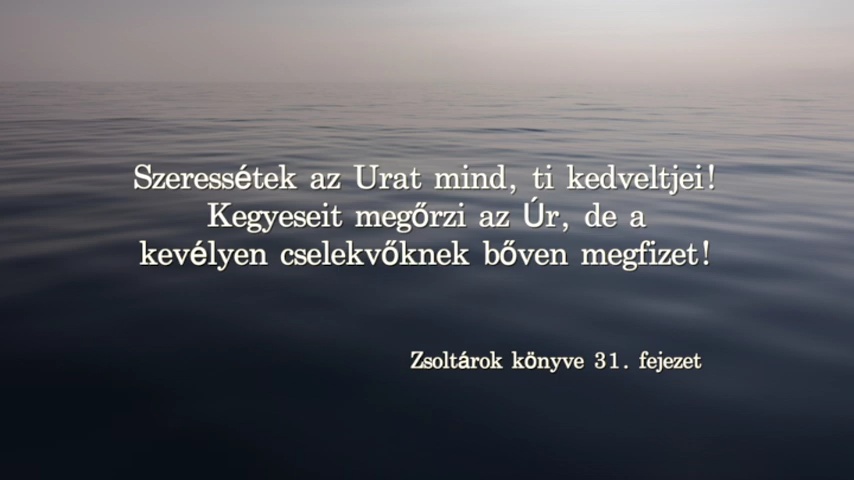 Szeressétek az Urat mind, ti kedveltjei!
Kegyeseit megőrzi az Úr, de a
kevélyen cselekvőknek bőven megfizet!
Zsoltárok könyve 31. fejezet